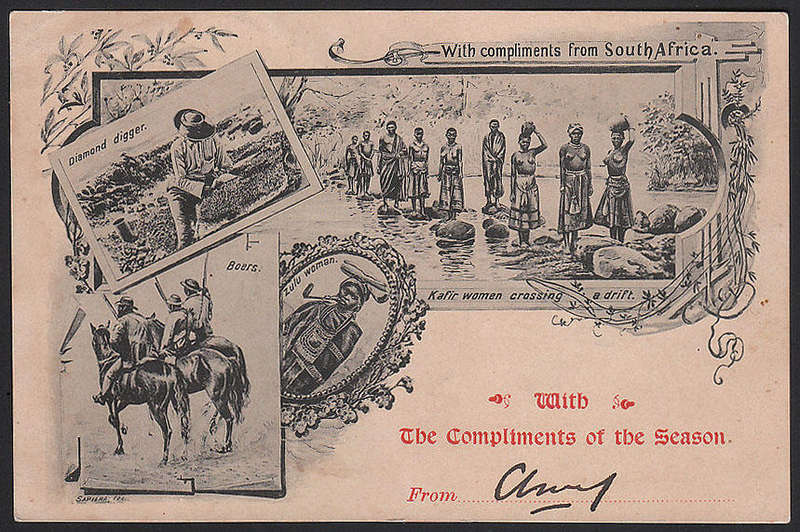 With compliments from South Africa.
Diamond digger.
Boers.
Zulu woman.
Kafir women crossing a drift.
With
The Compliments of the Season.
From